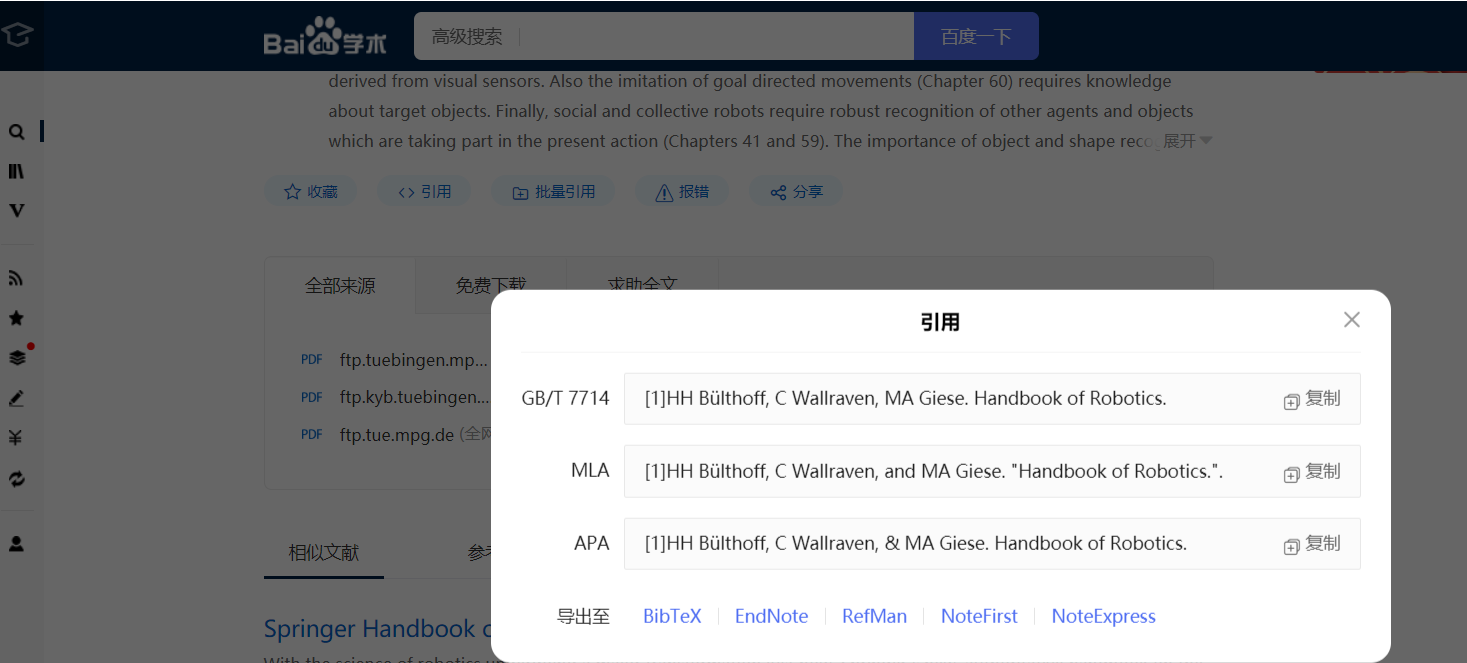 Bai du 学术
高级搜索
百度一下
derived from visual sensors. Also the imitation of goal directed movements (Chapter 60) requires knowledge
about target objects. Finally, social and collective robots require robust recognition of other agents and objects
which are taking part in the present action (Chapters 41 and 59). The importance of object and shape reco
展开
收藏
引用
批量引用
报错
分享
全部来源
免费下载
求助全文
PDF ftp.tuebingen.mp...
PDF ftp.kyb.tuebingen....
PDF ftp.tue.mpg.de (全网
引用
GB/T 7714 [1]HH Bülthoff, C Wallraven, MA Giese. Handbook of Robotics. 复制
MLA [1]HH Bülthoff, C Wallraven, and MA Giese. "Handbook of Robotics.". 复制
APA [1]HH Bülthoff, C Wallraven, & MA Giese. Handbook of Robotics. 复制
导出至 BibTeX EndNote RefMan NoteFirst NoteExpress
相似文献
Springer Handbook
With the science of robotics